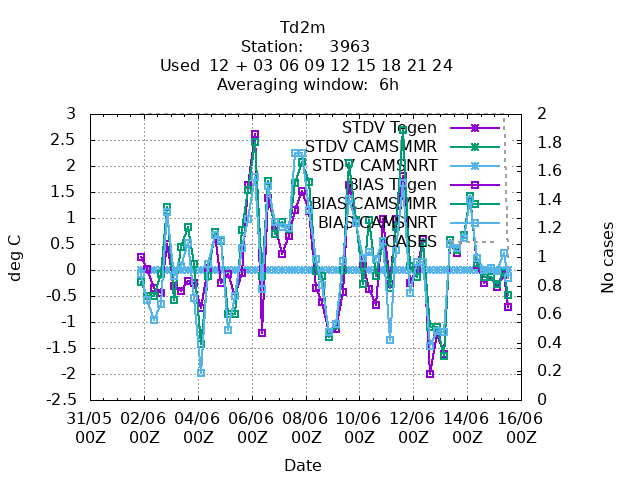 Td2m
Station: 3963
Used 12 + 03 06 09 12 15 18 21 24
Averaging window: 6h
3
2.5
2
1.5
1
0.5
0
-0.5
-1
-1.5
-2
-2.5
deg C
2
1.8
1.6
1.4
1.2
1
0.8
0.6
0.4
0.2
0
No cases
STDV Tegen
STDV CAMSMMR
STDV CAMSNRT
BIAS Tegen
BIAS CAMSMMR
BIAS CAMSNRT
CASES
31/05 02/06 04/06 06/06 08/06 10/06 12/06 14/06 16/06
00Z 00Z 00Z 00Z 00Z 00Z 00Z 00Z 00Z
Date